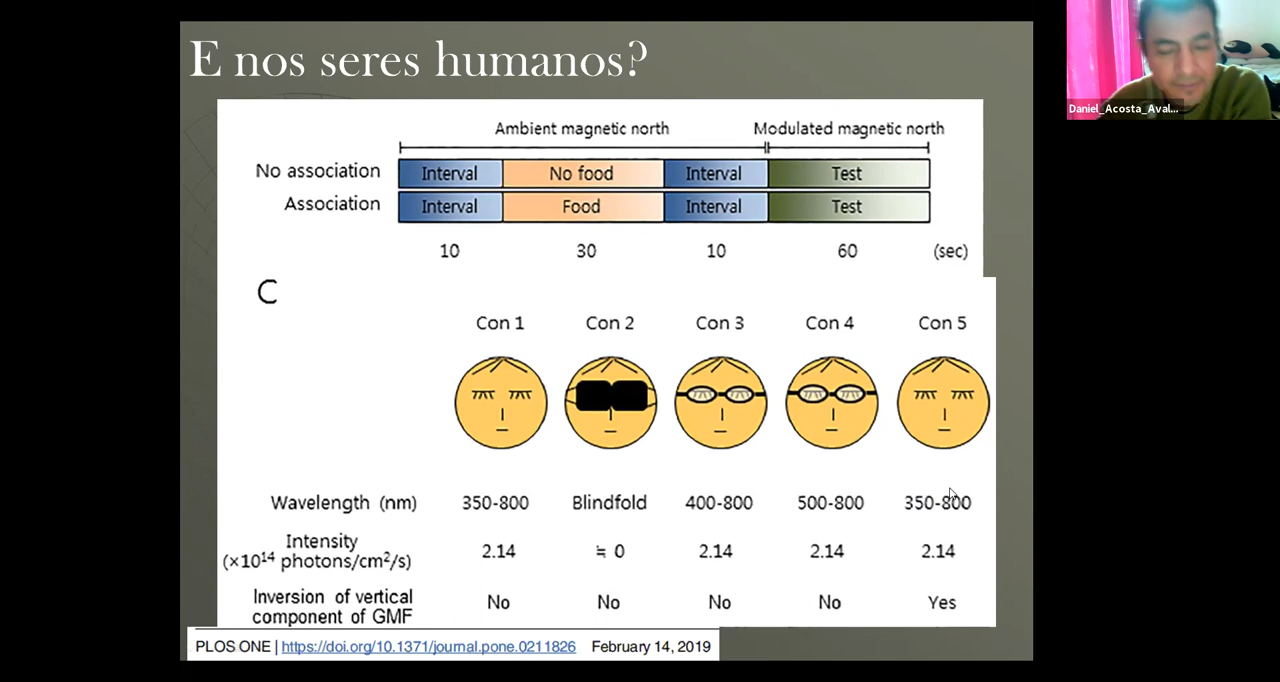 E nos seres humanos?
Daniel_Acosta_Aval...
Ambient magnetic north Modulated magnetic north
No association Interval No food Interval Test
Association Interval Food Interval Test
10 30 10 60 (sec)
C
Con 1 Con 2 Con 3 Con 4 Con 5
Wavelength (nm) 350-800 Blindfold 400-800 500-800 350-800
Intensity
(×10¹⁴ photons/cm²/s) 2.14 ≒ 0 2.14 2.14 2.14
Inversion of vertical
component of GMF No No No No Yes
PLOS ONE | https://doi.org/10.1371/journal.pone.0211826 February 14, 2019